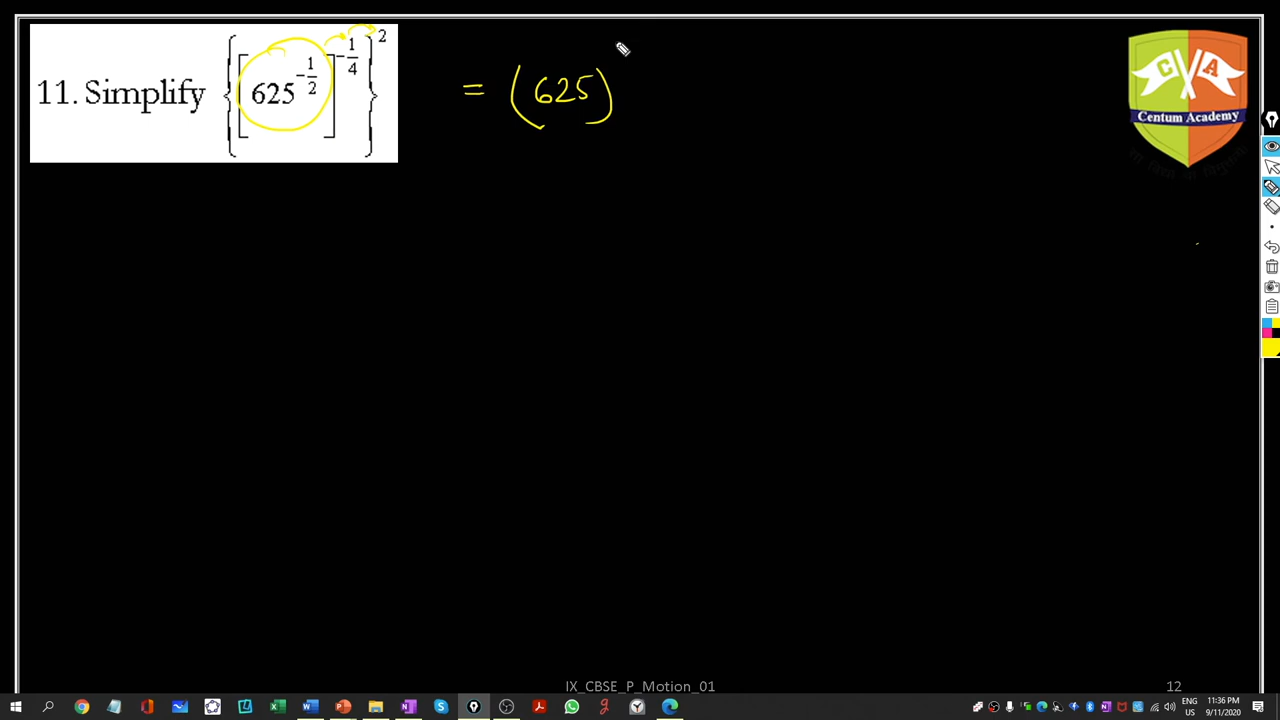 11. Simplify {[625^{-1/2}]^{-1/4}}^2 = (625)
C A
Centum Academy
IX_CBSE_P_Motion_01 12
11:36 PM
US 9/11/2020